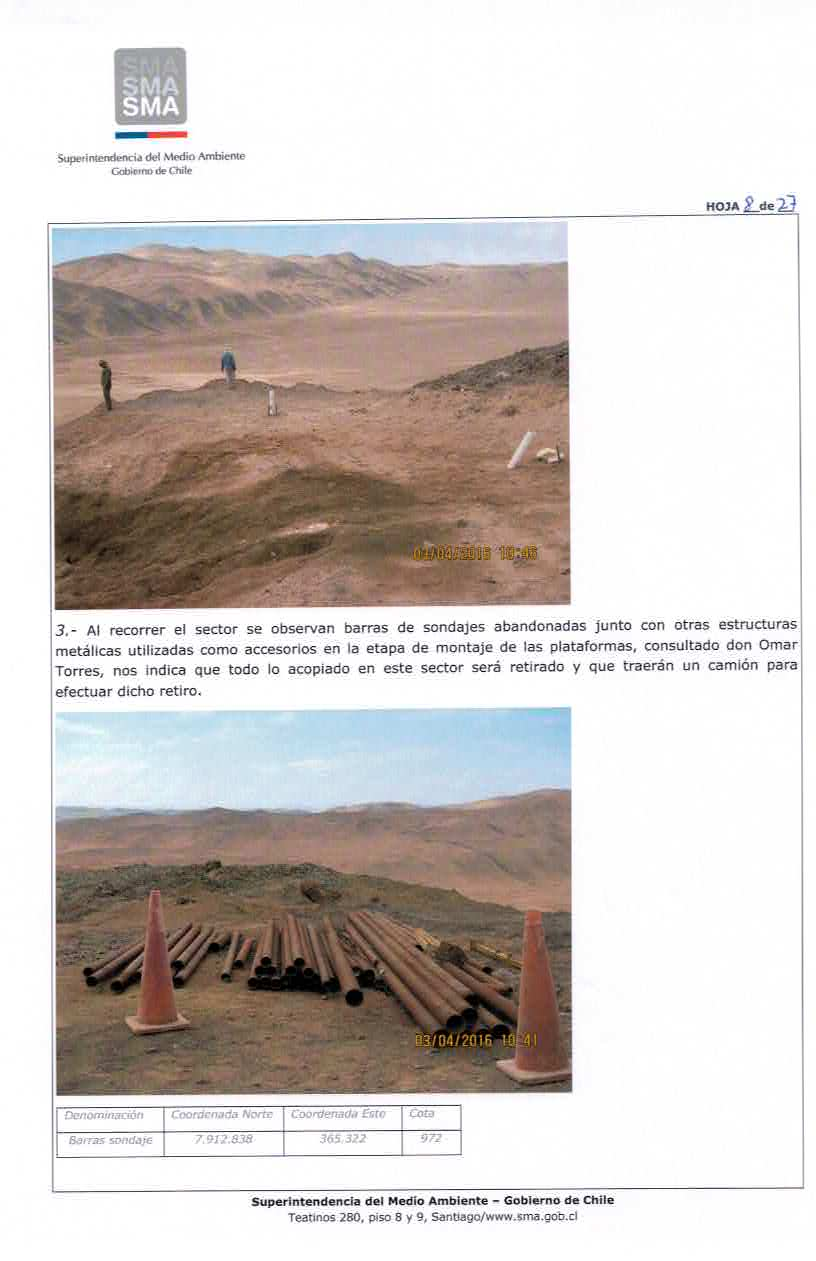 SMA
SMA
SMA
Superintendencia del Medio Ambiente
Gobierno de Chile
HOJA 8 de 27
03/04/2016 10:46
3.- Al recorrer el sector se observan barras de sondajes abandonadas junto con otras estructuras
metálicas utilizadas como accesorios en la etapa de montaje de las plataformas, consultado don Omar
Torres, nos indica que todo lo acopiado en este sector será retirado y que traerán un camión para
efectuar dicho retiro.
03/04/2016 10:41
Denominación Coordenada Norte Coordenada Este Cota
Barras sondaje 7.912.838 365.322 972
Superintendencia del Medio Ambiente – Gobierno de Chile
Teatinos 280, piso 8 y 9, Santiago/www.sma.gob.cl